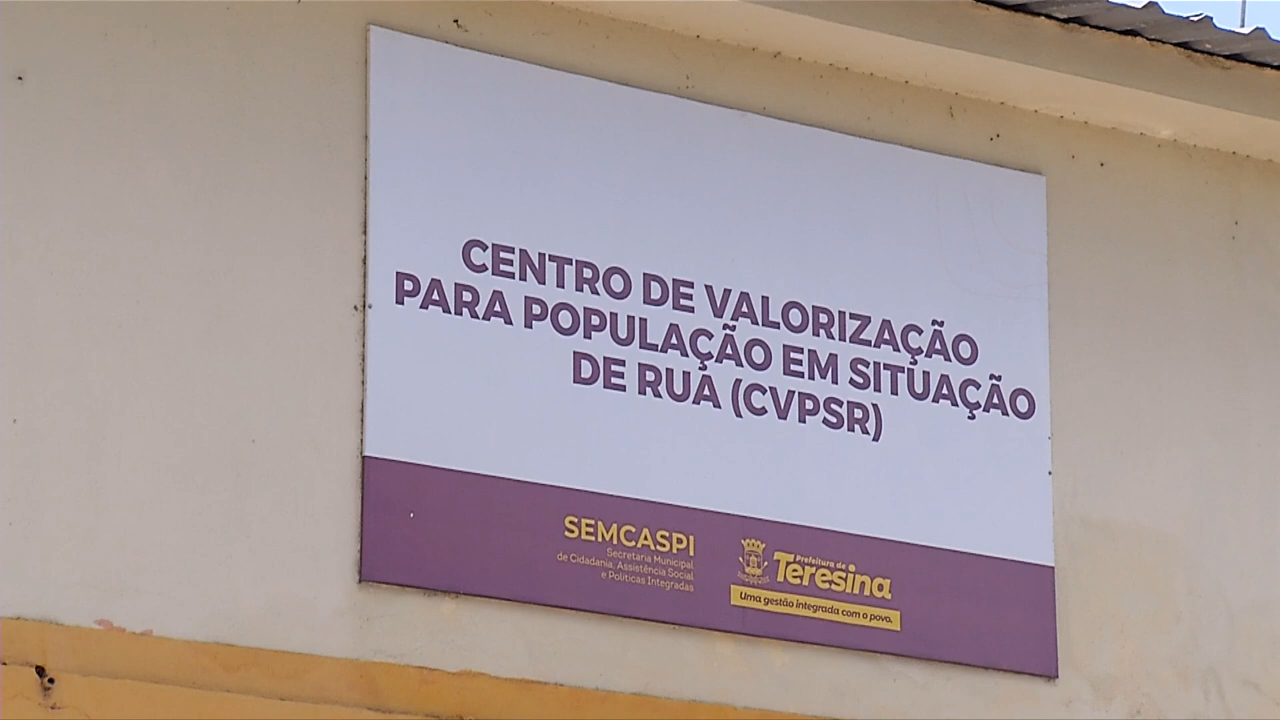 CENTRO DE VALORIZAÇÃO
PARA POPULAÇÃO EM SITUAÇÃO
DE RUA (CVPSR)
SEMCASPI
Secretaria Municipal
de Cidadania, Assistência Social
e Políticas Integradas
Prefeitura de
Teresina
Uma gestão integrada com o povo.